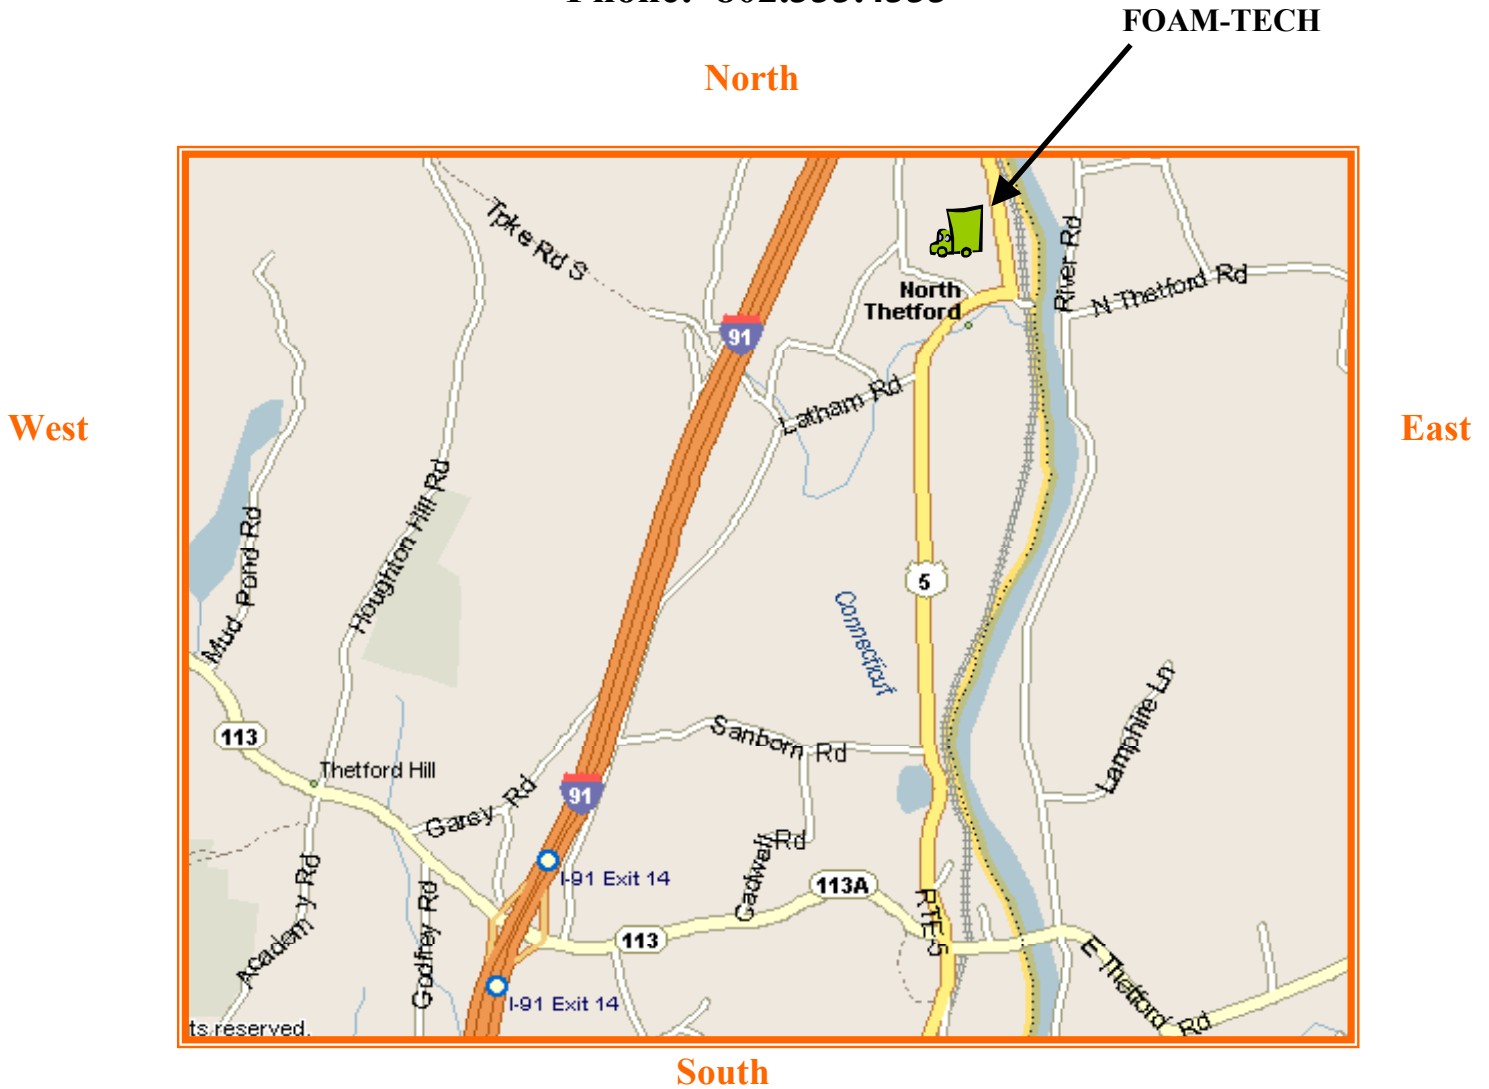 FOAM-TECH
North
Tpke Rd S
River Rd
N Thetford Rd
North
Thetford
91
Latham Rd
West
East
Houghton Hill Rd
Mud Pond Rd
5
Connecticut
Lamphire Ln
113
Sanborn Rd
Thetford Hill
91
Garey Rd
Gadwah Rd
I-91 Exit 14
113A
Academy Rd
Godfrey Rd
RTE-5
113
E Thetford Rd
I-91 Exit 14
ts reserved.
South